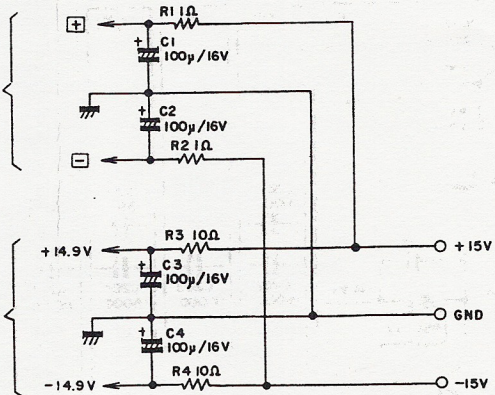 R1 1Ω
+
+
C1
100μ/16V
+
C2
100μ/16V
−
R2 1Ω
R3 10Ω
+14.9V
+15V
+
C3
100μ/16V
GND
+
C4
100μ/16V
R4 10Ω
−14.9V
−15V